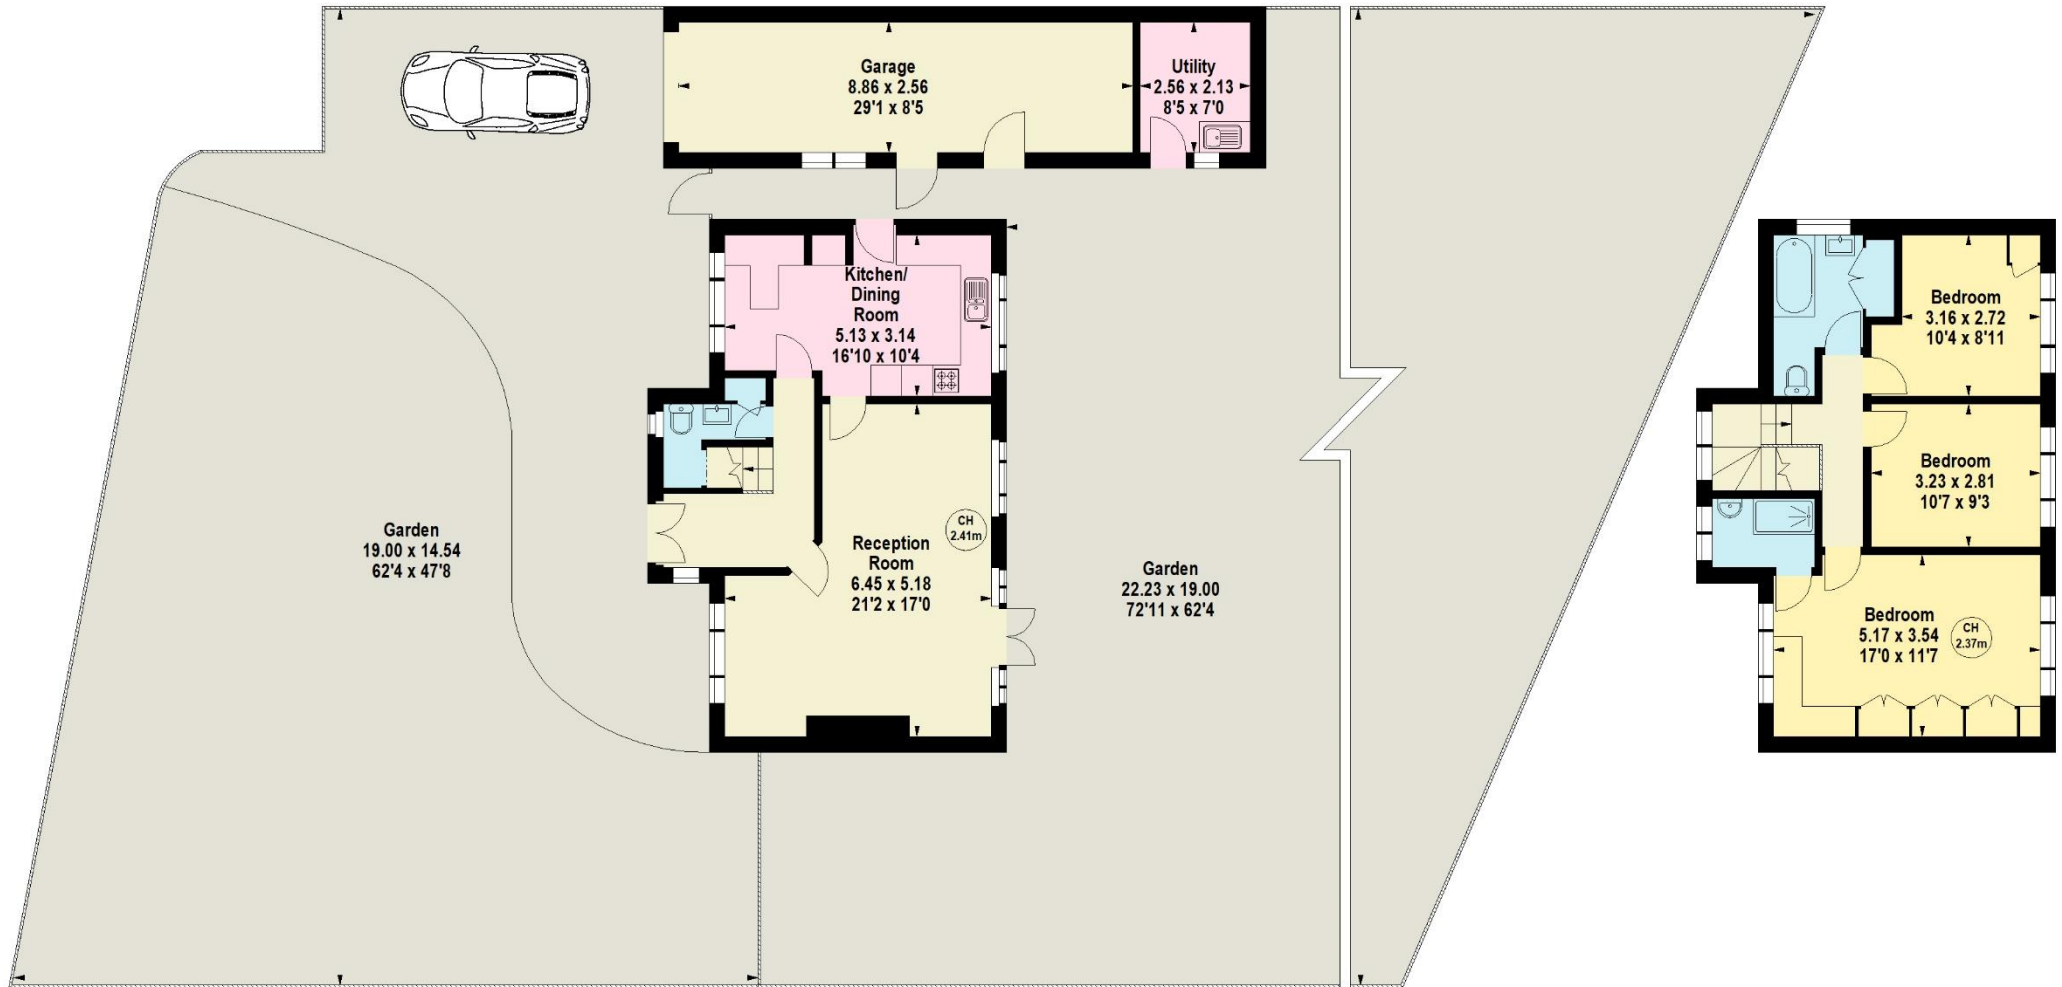 Garage
8.86 x 2.56
29'1 x 8'5
Utility
2.56 x 2.13
8'5 x 7'0
Kitchen/
Dining
Room
5.13 x 3.14
16'10 x 10'4
Bedroom
3.16 x 2.72
10'4 x 8'11
Bedroom
3.23 x 2.81
10'7 x 9'3
Garden
19.00 x 14.54
62'4 x 47'8
Reception
Room
6.45 x 5.18
21'2 x 17'0
CH
2.41m
Garden
22.23 x 19.00
72'11 x 62'4
Bedroom
5.17 x 3.54
17'0 x 11'7
CH
2.37m